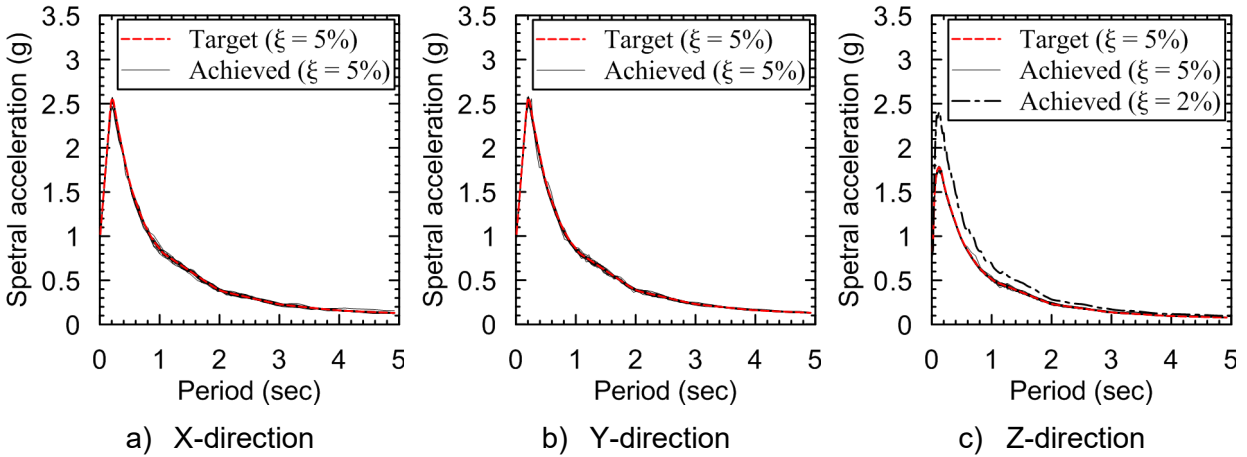 Spetral acceleration (g)
3.5
3
2.5
2
1.5
1
0.5
0
Target (ξ = 5%)
Achieved (ξ = 5%)
0 1 2 3 4 5
Period (sec)
a) X-direction
Spetral acceleration (g)
3.5
3
2.5
2
1.5
1
0.5
0
Target (ξ = 5%)
Achieved (ξ = 5%)
0 1 2 3 4 5
Period (sec)
b) Y-direction
Spetral acceleration (g)
3.5
3
2.5
2
1.5
1
0.5
0
Target (ξ = 5%)
Achieved (ξ = 5%)
Achieved (ξ = 2%)
0 1 2 3 4 5
Period (sec)
c) Z-direction